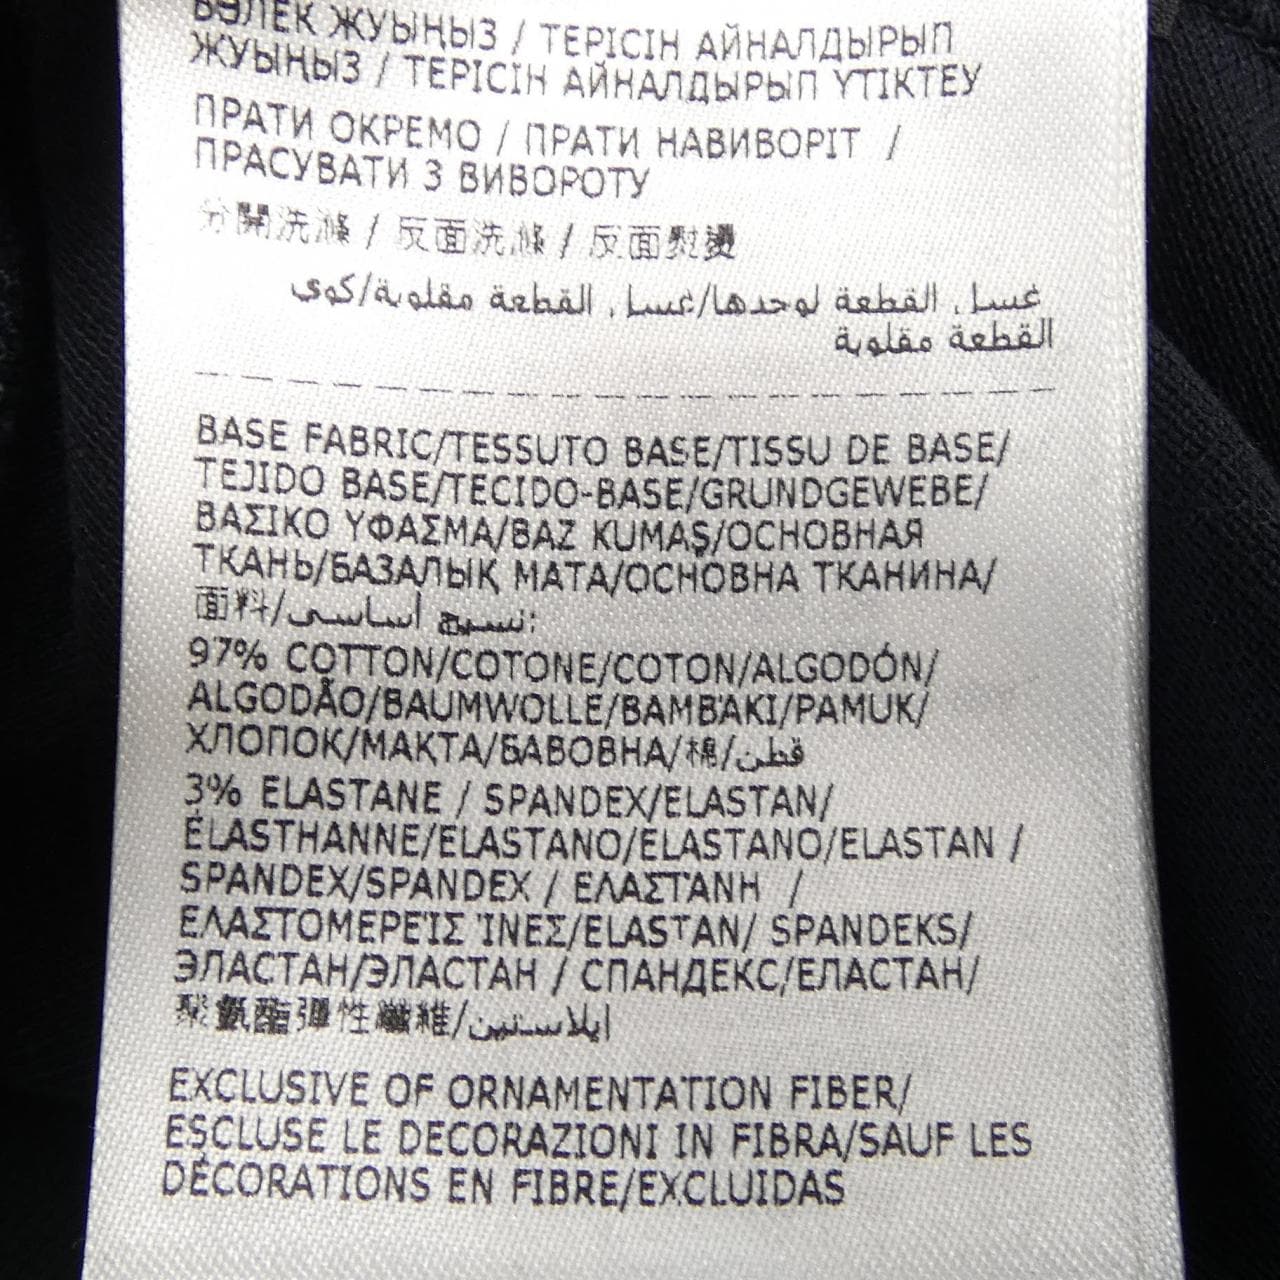 БӨЛЕК ЖУЫҢЫЗ / ТЕРІСІН АЙНАЛДЫРЫП
ЖУЫҢЫЗ / ТЕРІСІН АЙНАЛДЫРЫП ҮТІКТЕУ
ПРАТИ ОКРЕМО / ПРАТИ НАВИВОРІТ /
ПРАСУВАТИ З ВИВОРОТУ
分開洗滌 / 反面洗滌 / 反面熨燙
غسل القطعة لوحدها/غسل القطعة مقلوبة/كوي
القطعة مقلوبة
BASE FABRIC/TESSUTO BASE/TISSU DE BASE/
TEJIDO BASE/TECIDO-BASE/GRUNDGEWEBE/
ΒΑΣΙΚΟ ΥΦΑΣΜΑ/BAZ KUMAŞ/ОСНОВНАЯ
ТКАНЬ/БАЗАЛЫҚ МАТА/ОСНОВНА ТКАНИНА/
面料/نسيج أساسي:
97% COTTON/COTONE/COTON/ALGODÓN/
ALGODÃO/BAUMWOLLE/ΒΑΜΒΆΚΙ/PAMUK/
ХЛОПОК/МАҚТА/БАВОВНА/棉/قطن
3% ELASTANE / SPANDEX/ELASTAN/
ÉLASTHANNE/ELASTANO/ELASTANO/ELASTAN /
SPANDEX/SPANDEX / ΕΛΑΣΤΆΝΗ /
ΕΛΑΣΤΟΜΕΡΕΊΣ ΊΝΕΣ/ELASTAN/ SPANDEKS/
ЭЛАСТАН/ЭЛАСТАН / СПАНДЕКС/ЕЛАСТАН/
聚氨酯彈性纖維/ايلاستين
EXCLUSIVE OF ORNAMENTATION FIBER/
ESCLUSE LE DECORAZIONI IN FIBRA/SAUF LES
DÉCORATIONS EN FIBRE/EXCLUIDAS